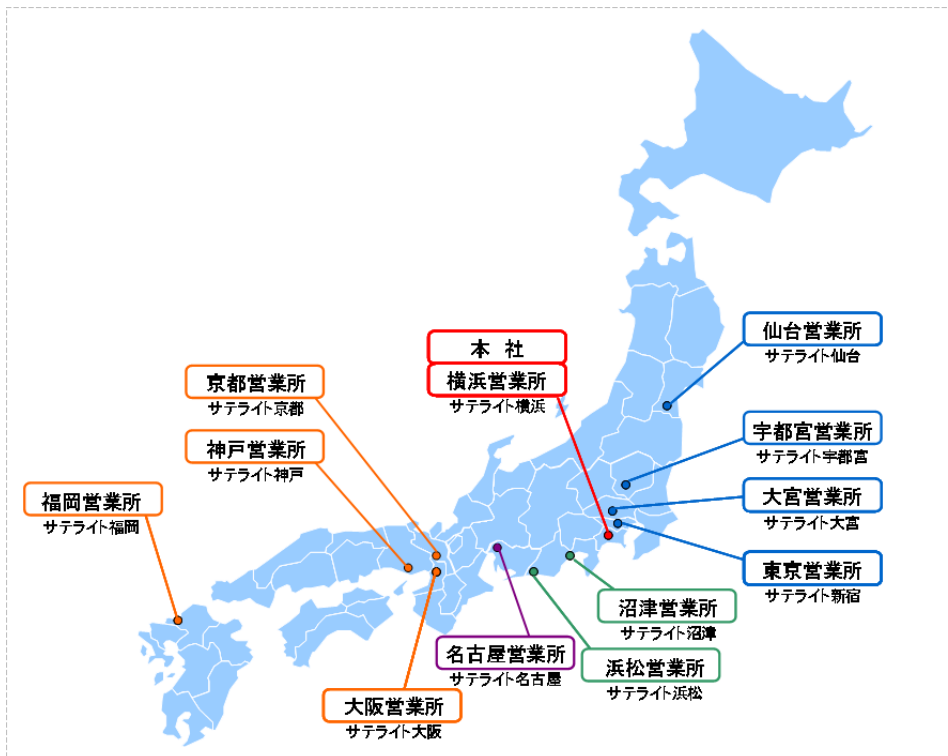 仙台営業所
サテライト仙台
本 社
横浜営業所
サテライト横浜
京都営業所
サテライト京都
宇都宮営業所
サテライト宇都宮
神戸営業所
サテライト神戸
福岡営業所
サテライト福岡
大宮営業所
サテライト大宮
東京営業所
サテライト新宿
沼津営業所
サテライト沼津
名古屋営業所
サテライト名古屋
浜松営業所
サテライト浜松
大阪営業所
サテライト大阪